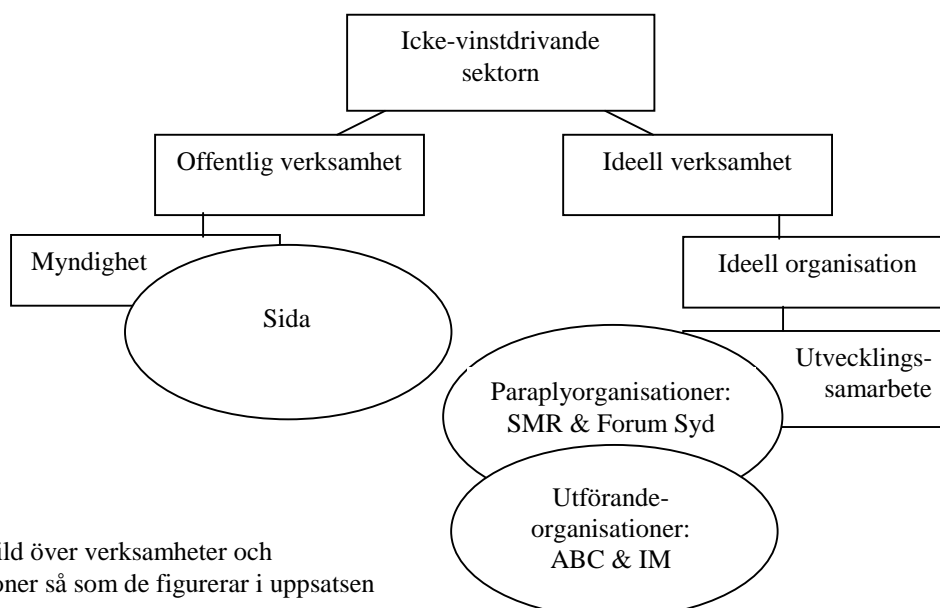 Icke-vinstdrivande
sektorn
Offentlig verksamhet
Ideell verksamhet
Myndighet
Ideell organisation
Sida
Utvecklings-
samarbete
Paraplyorganisationer:
SMR & Forum Syd
Utförande-
organisationer:
ABC & IM
ild över verksamheter och
oner så som de figurerar i uppsatsen